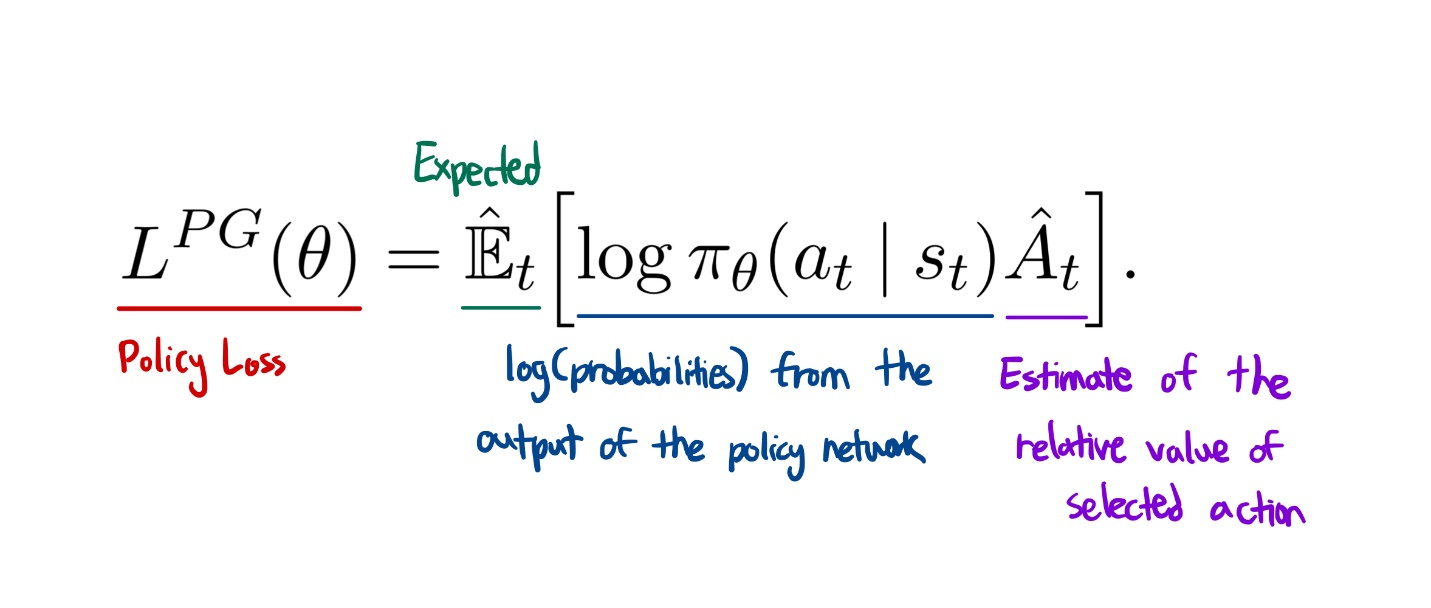 Expected
L^{PG}(θ) = Ê_t [log π_θ(a_t | s_t) Â_t].
Policy Loss
log(probabilities) from the
output of the policy network
Estimate of the
relative value of
selected action